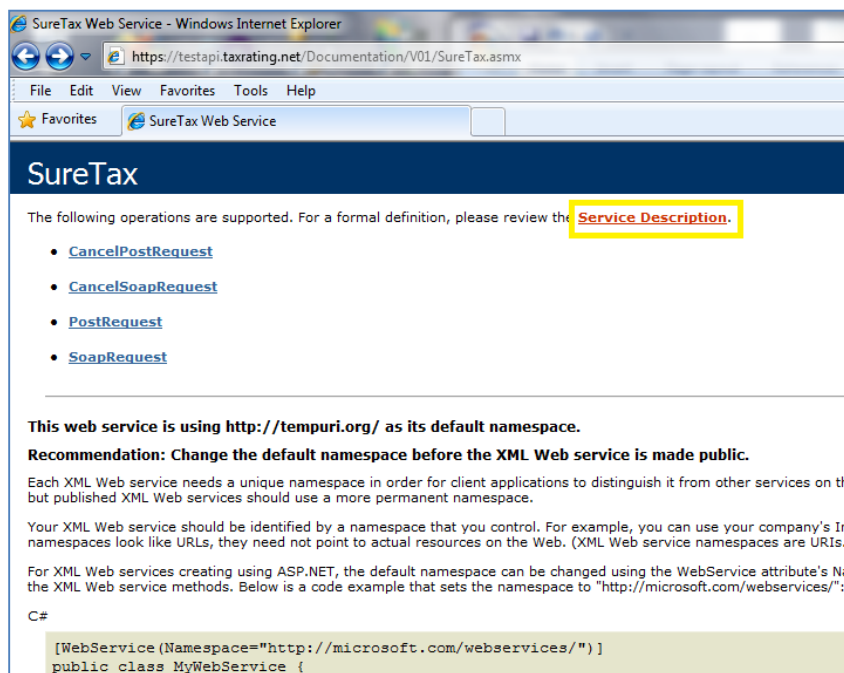 SureTax Web Service - Windows Internet Explorer
https://testapi.taxrating.net/Documentation/V01/SureTax.asmx
File Edit View Favorites Tools Help
Favorites SureTax Web Service
SureTax
The following operations are supported. For a formal definition, please review the Service Description.
• CancelPostRequest
• CancelSoapRequest
• PostRequest
• SoapRequest
This web service is using http://tempuri.org/ as its default namespace.
Recommendation: Change the default namespace before the XML Web service is made public.
Each XML Web service needs a unique namespace in order for client applications to distinguish it from other services on
but published XML Web services should use a more permanent namespace.
Your XML Web service should be identified by a namespace that you control. For example, you can use your company's
namespaces look like URLs, they need not point to actual resources on the Web. (XML Web service namespaces are URIs.
For XML Web services creating using ASP.NET, the default namespace can be changed using the WebService attribute's
the XML Web service methods. Below is a code example that sets the namespace to "http://microsoft.com/webservices/":
C#
[WebService(Namespace="http://microsoft.com/webservices/")]
public class MyWebService {